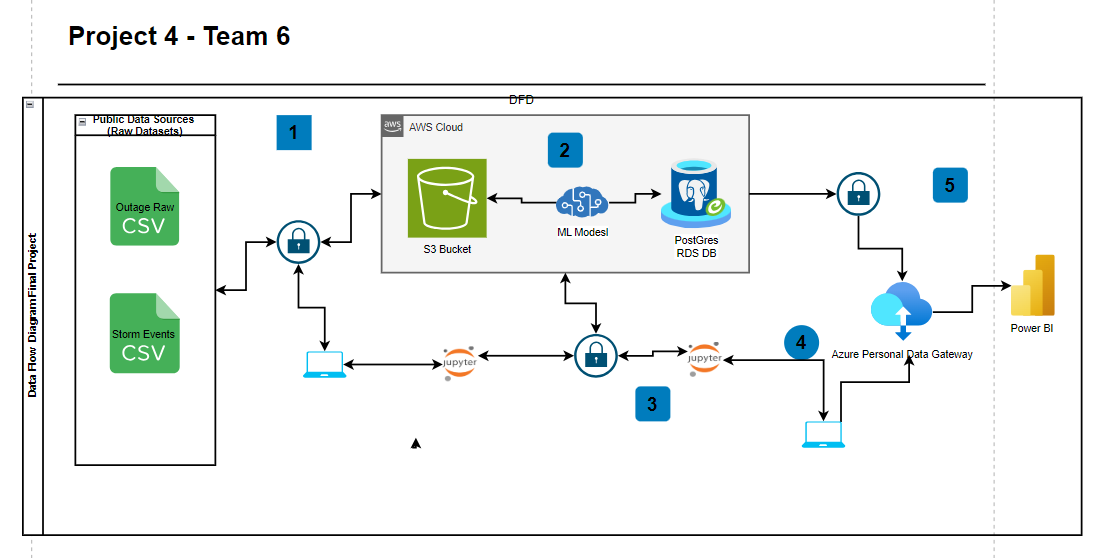 Project 4 - Team 6
DFD
Data Flow Diagram Final Project
Public Data Sources
(Raw Datasets)
Outage Raw
CSV
Storm Events
CSV
1
aws
AWS Cloud
S3 Bucket
2
ML Modesl
PostGres
RDS DB
jupyter
3
jupyter
4
5
Azure Personal Data Gateway
Power BI